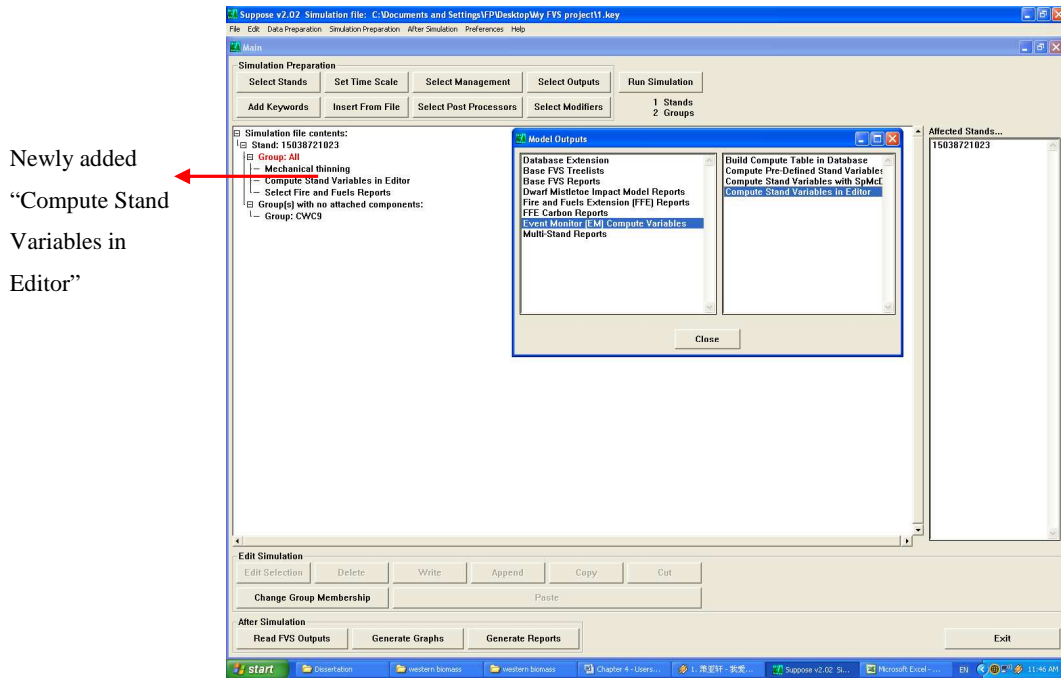 Suppose v2.02 Simulation file: C:\Documents and Settings\FP\Desktop\My FVS project\1.key
File Edit Data Preparation Simulation Preparation After Simulation Preferences Help
Main
Simulation Preparation
Select Stands Set Time Scale Select Management Select Outputs Run Simulation
Add Keywords Insert From File Select Post Processors Select Modifiers
1 Stands
2 Groups
Newly added
“Compute Stand
Variables in
Editor”
Simulation file contents:
Stand: 15038721023
Group: All
Mechanical thinning
Compute Stand Variables in Editor
Select Fire and Fuels Reports
Group(s) with no attached components:
Group: CWC9
Model Outputs
Database Extension
Base FVS Treelists
Base FVS Reports
Dwarf Mistletoe Impact Model Reports
Fire and Fuels Extension (FFE) Reports
FFE Carbon Reports
Event Monitor (EM) Compute Variables
Multi-Stand Reports
Build Compute Table in Database
Compute Pre-Defined Stand Variables
Compute Stand Variables with SpMcD
Compute Stand Variables in Editor
Close
Affected Stands...
15038721023
Edit Simulation
Edit Selection Delete Write Append Copy Cut
Change Group Membership Paste
After Simulation
Read FVS Outputs Generate Graphs Generate Reports Exit
start Dissertation western biomass western biomass Chapter 4 - Users... Suppose v2.02 Si... Microsoft Excel - ... EN 11:46 AM